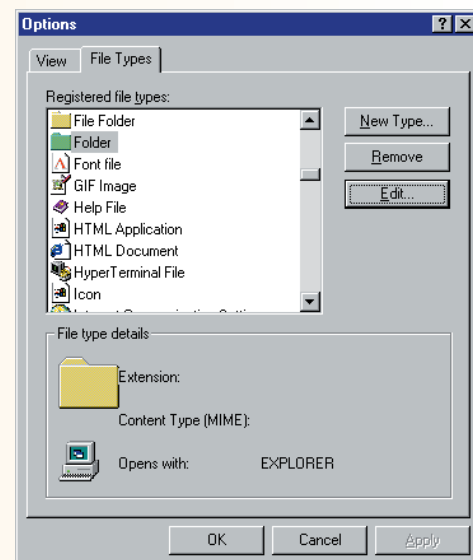 Options
View
File Types
Registered file types:
File Folder
Folder
Font file
GIF Image
Help File
HTML Application
HTML Document
HyperTerminal File
Icon
New Type...
Remove
Edit...
File type details
Extension:
Content Type (MIME):
Opens with: EXPLORER
OK
Cancel
Apply